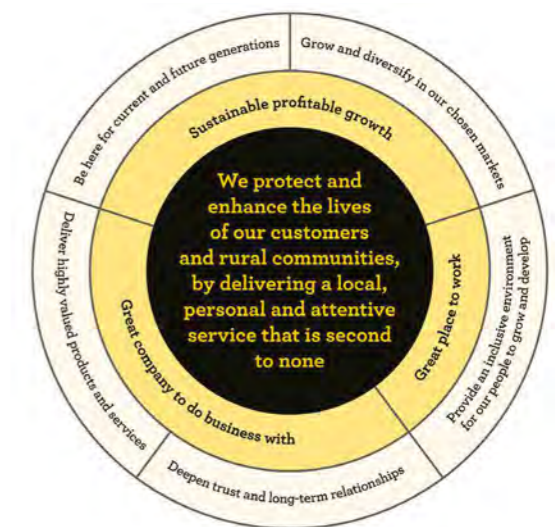 Be here for current and future generations
Grow and diversify in our chosen markets
Sustainable profitable growth
We protect and
enhance the lives
of our customers
and rural communities,
by delivering a local,
personal and attentive
service that is second
to none
Great place to work
Provide an inclusive environment
for our people to grow and develop
Great company to do business with
Deliver highly valued products and services
Deepen trust and long-term relationships